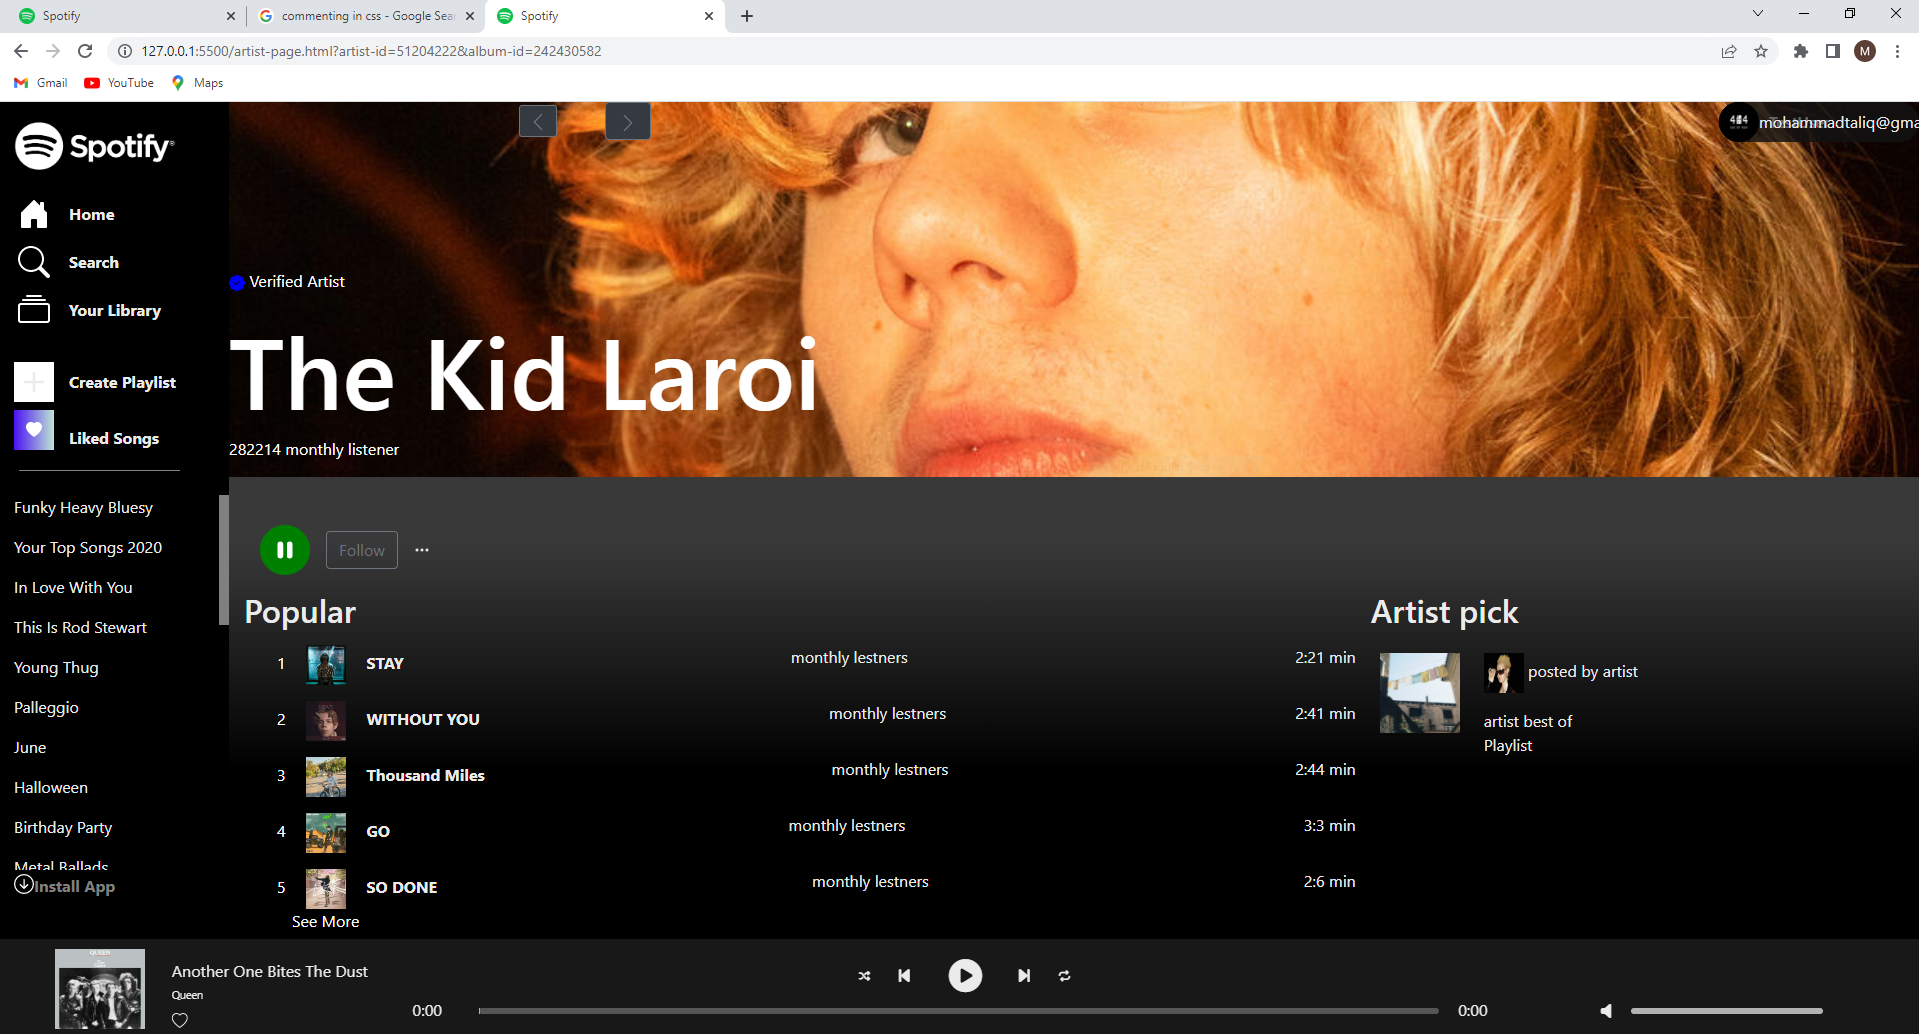 Spotify
commenting in css - Google Sear
Spotify
127.0.0.1:5500/artist-page.html?artist-id=51204222&album-id=242430582
M
Gmail
YouTube
Maps
Spotify®
mohammadtaliq@gma
Home
Search
Your Library
Create Playlist
Liked Songs
Funky Heavy Bluesy
Your Top Songs 2020
In Love With You
This Is Rod Stewart
Young Thug
Palleggio
June
Halloween
Birthday Party
Metal Ballads
Install App
Verified Artist
The Kid Laroi
282214 monthly listener
Follow
Popular
1 STAY monthly lestners 2:21 min
2 WITHOUT YOU monthly lestners 2:41 min
3 Thousand Miles monthly lestners 2:44 min
4 GO monthly lestners 3:3 min
5 SO DONE monthly lestners 2:6 min
See More
Artist pick
posted by artist
artist best of
Playlist
QUEEN
Another One Bites The Dust
Queen
0:00
0:00